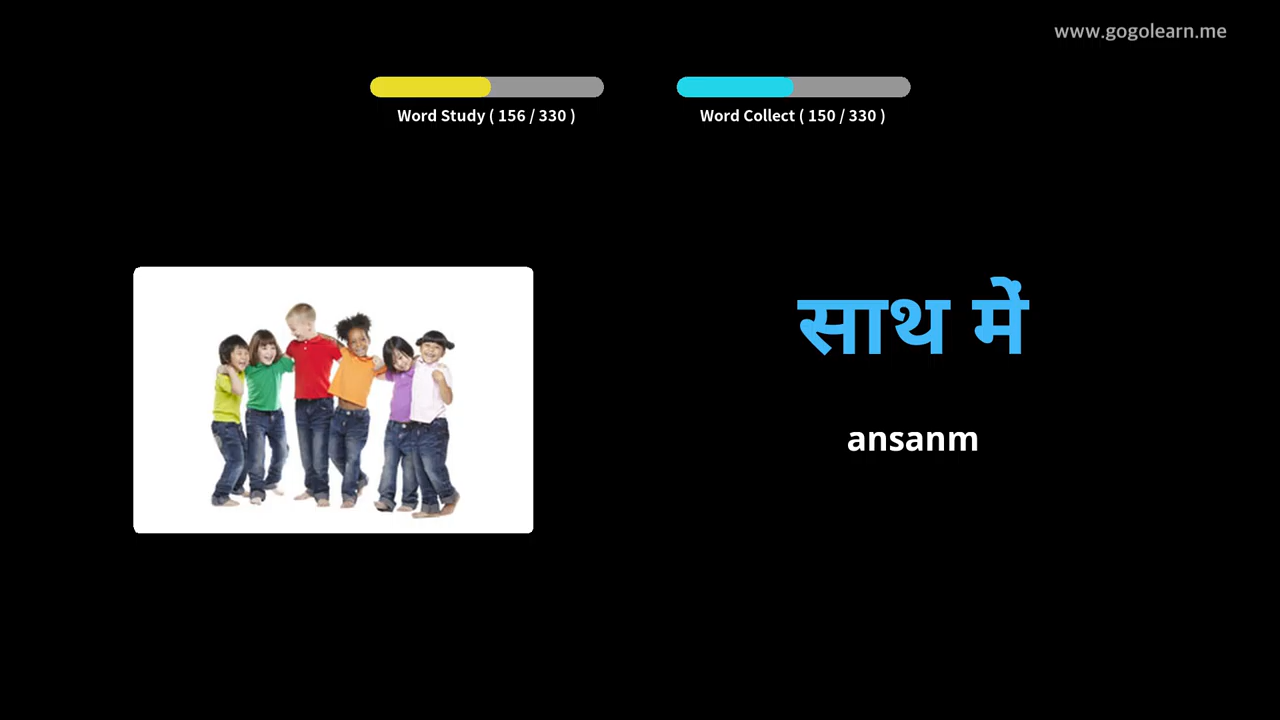 www.gogolearn.me
Word Study ( 156 / 330 )
Word Collect ( 150 / 330 )
साथ में
ansanm